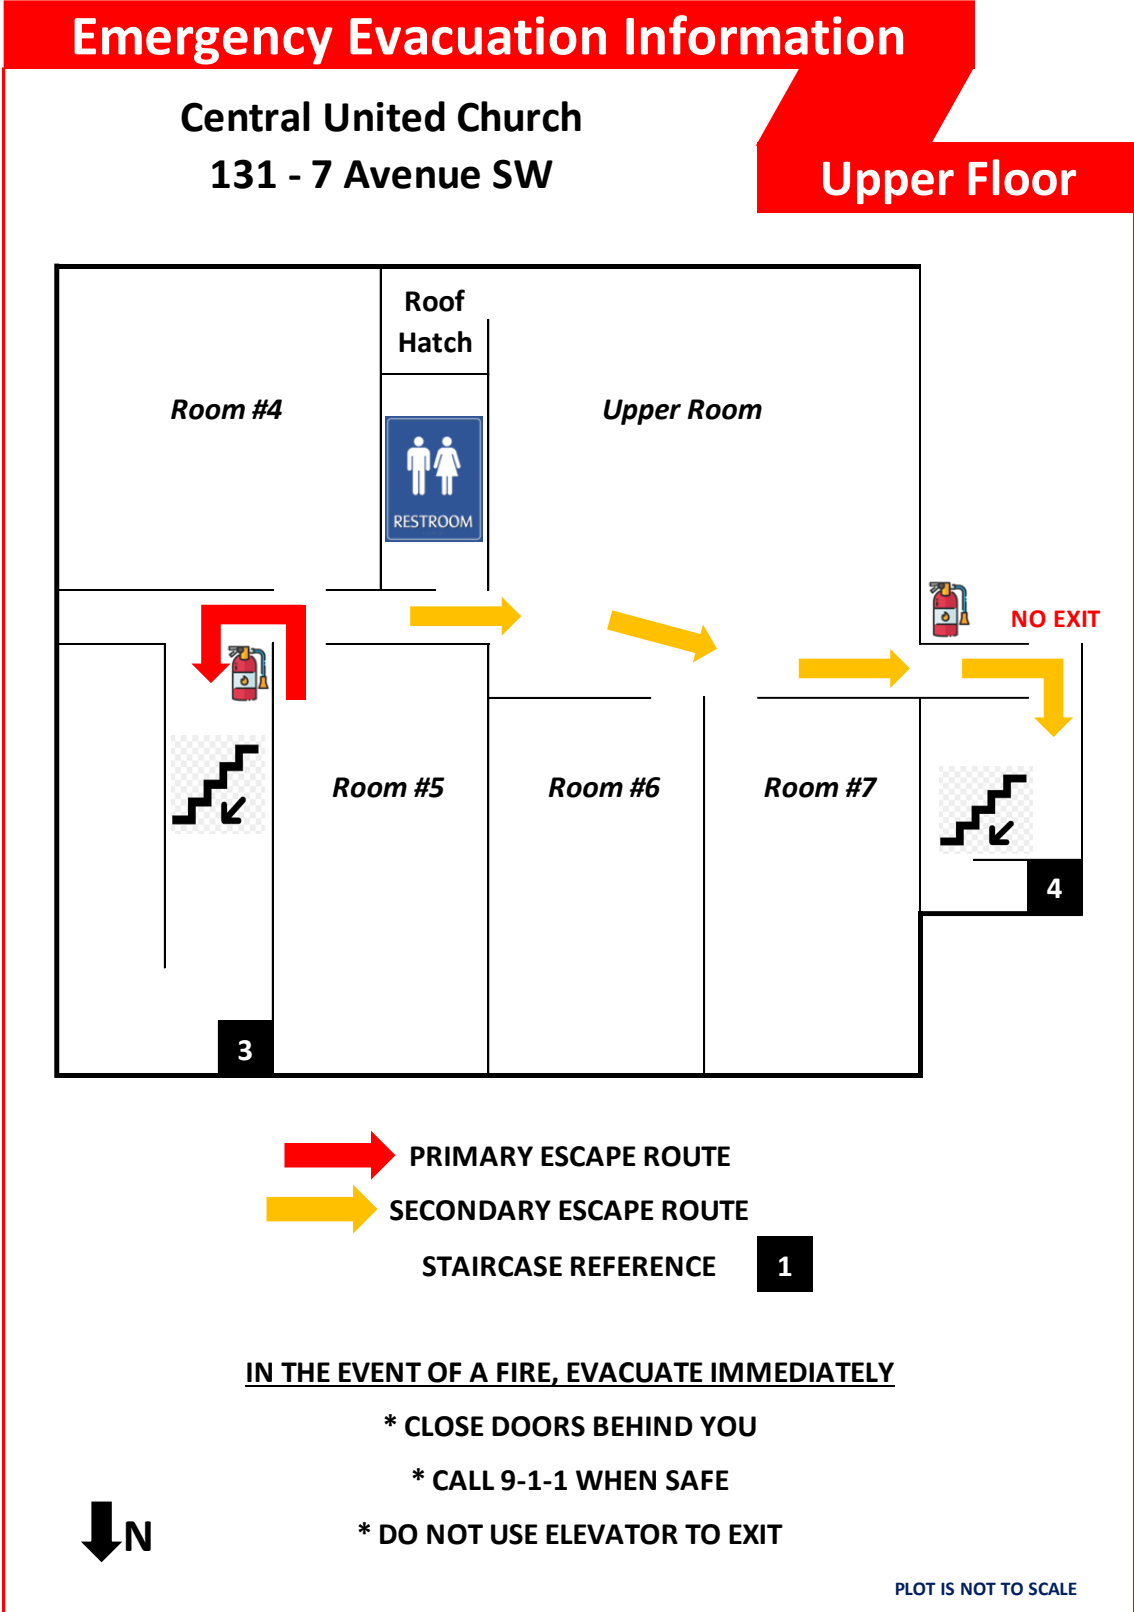 Emergency Evacuation Information
Central United Church
131 - 7 Avenue SW
Upper Floor
Roof
Hatch
Room #4
Upper Room
RESTROOM
NO EXIT
Room #5
Room #6
Room #7
4
3
PRIMARY ESCAPE ROUTE
SECONDARY ESCAPE ROUTE
STAIRCASE REFERENCE 1
IN THE EVENT OF A FIRE, EVACUATE IMMEDIATELY
* CLOSE DOORS BEHIND YOU
* CALL 9-1-1 WHEN SAFE
* DO NOT USE ELEVATOR TO EXIT
N
PLOT IS NOT TO SCALE